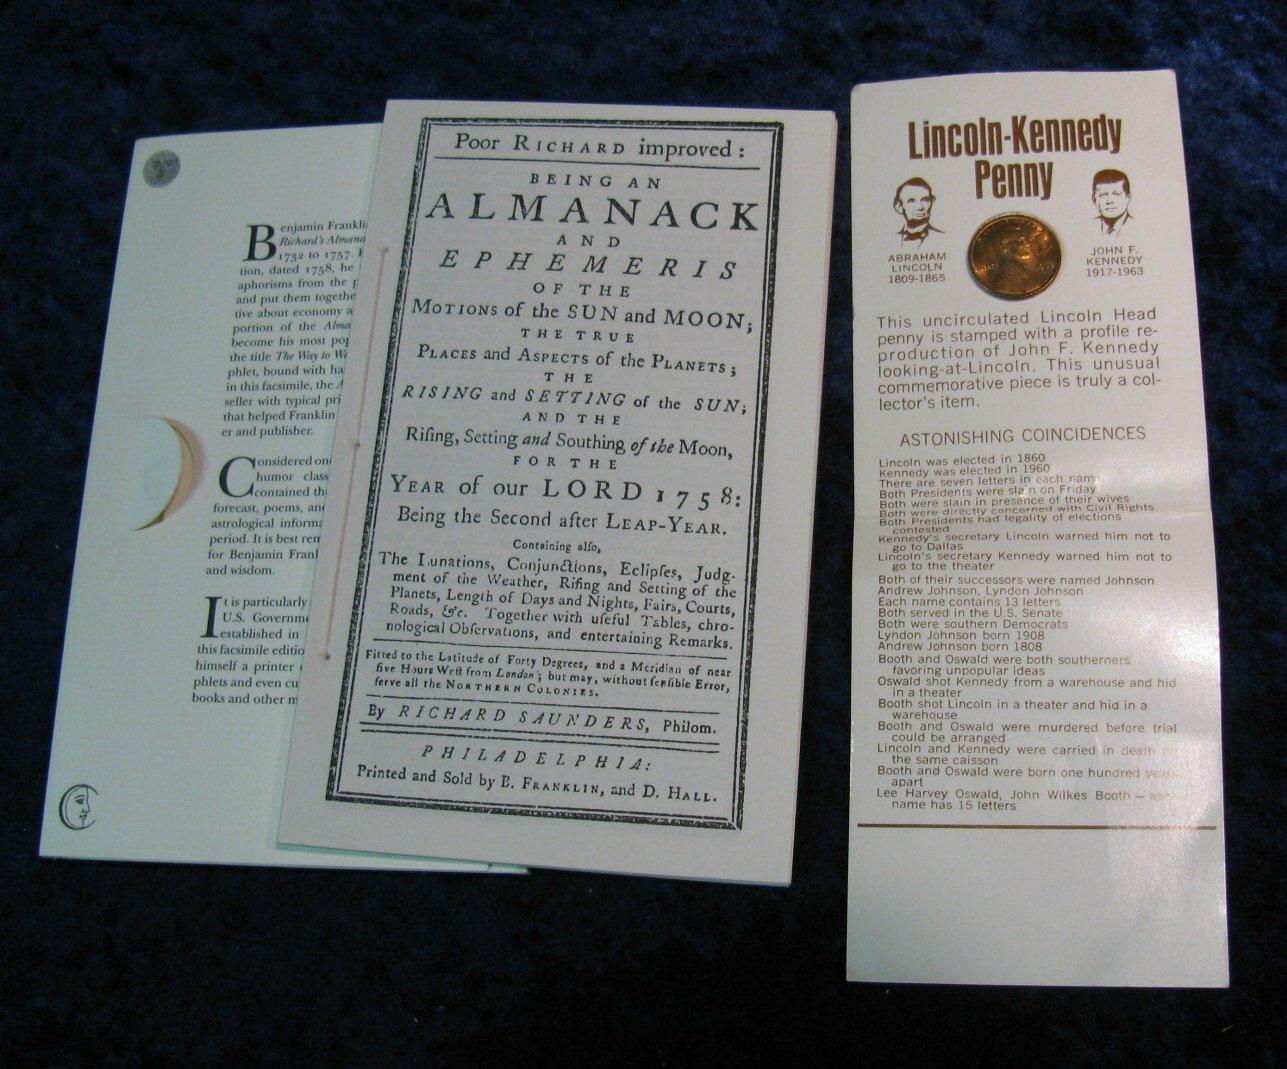 Benjamin Frankli
Richard's Almana
1732 to 1757.
tion, dated 1758, he
aphorisms from the p
and put them togethe
tive about economy a
portion of the Alma
become his most pop
the title The Way to We
phlet, bound with ha
in this facsimile, the A
seller with typical pri
that helped Franklin
er and publisher.
Considered one
humor class
contained the
forecast, poems, an
astrological informa
period. It is best rem
for Benjamin Frankl
and wisdom.
It is particularly
U.S. Governme
established in
this facsimile editio
himself a printer
phlets and even cu
books and other m
Poor RICHARD improved:
BEING AN
ALMANACK
AND
EPHEMERIS
OF THE
MOTIONS of the SUN and MOON;
THE TRUE
PLACES and ASPECTS of the PLANETS;
THE
RISING and SETTING of the SUN;
AND THE
Riſing, Setting and Southing of the Moon,
FOR THE
YEAR of our LORD 1758:
Being the Second after LEAP-YEAR.
Containing alſo,
The Lunations, Conjunctions, Eclipſes, Judg-
ment of the Weather, Riſing and Setting of the
Planets, Length of Days and Nights, Fairs, Courts,
Roads, &c. Together with uſeful Tables, chro-
nological Obſervations, and entertaining Remarks.
Fitted to the Latitude of Forty Degrees, and a Meridian of near
five Hours Weſt from London; but may, without ſenſible Error,
ſerve all the NORTHERN COLONIES.
By RICHARD SAUNDERS, Philom.
PHILADELPHIA:
Printed and Sold by B. FRANKLIN, and D. HALL.
Lincoln-Kennedy
Penny
ABRAHAM
LINCOLN
1809-1865
JOHN F.
KENNEDY
1917-1963
This uncirculated Lincoln Head
penny is stamped with a profile re-
production of John F. Kennedy
looking-at-Lincoln. This unusual
commemorative piece is truly a col-
lector's item.
ASTONISHING COINCIDENCES
Lincoln was elected in 1860
Kennedy was elected in 1960
There are seven letters in each name
Both Presidents were slain on Friday
Both were slain in presence of their wives
Both were directly concerned with Civil Rights
Both Presidents had legality of elections
contested
Kennedy's secretary Lincoln warned him not to
go to Dallas
Lincoln's secretary Kennedy warned him not to
go to the theater
Both of their successors were named Johnson
Andrew Johnson, Lyndon Johnson
Each name contains 13 letters
Both served in the U.S. Senate
Both were southern Democrats
Lyndon Johnson born 1908
Andrew Johnson born 1808
Booth and Oswald were both southerners
favoring unpopular ideas
Oswald shot Kennedy from a warehouse and hid
in a theater
Booth shot Lincoln in a theater and hid in a
warehouse
Booth and Oswald were murdered before trial
could be arranged
Lincoln and Kennedy were carried in death on
the same caisson
Booth and Oswald were born one hundred years
apart
Lee Harvey Oswald, John Wilkes Booth — each
name has 15 letters